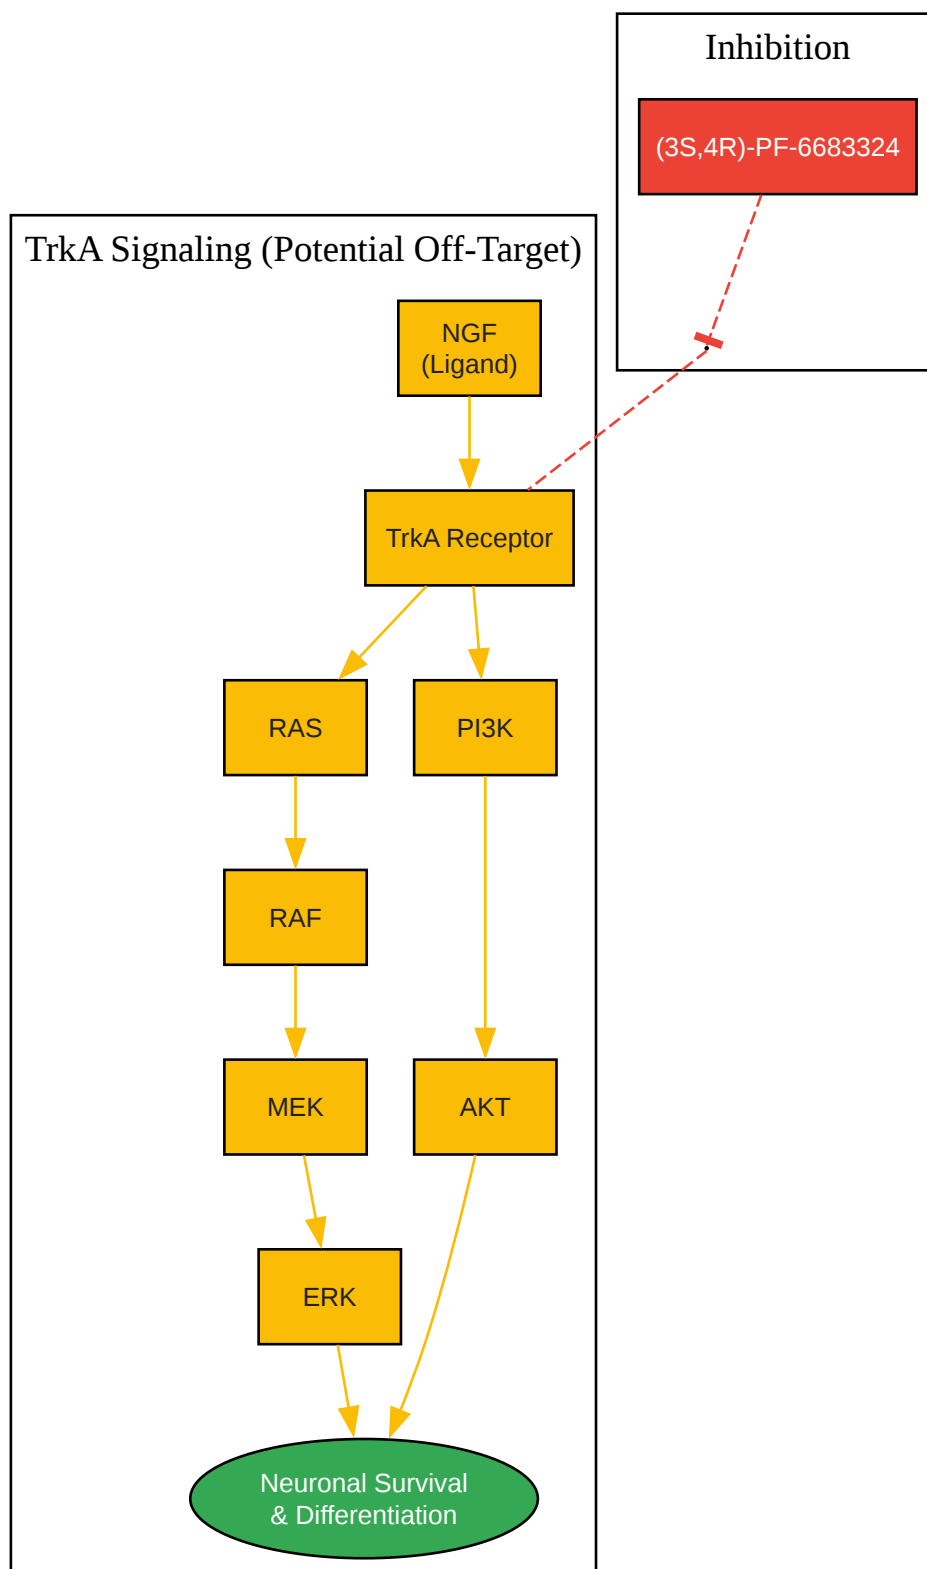 Inhibition
(3S,4R)-PF-6683324
TrkA Signaling (Potential Off-Target)
NGF
(Ligand)
TrkA Receptor
RAS
PI3K
RAF
MEK
AKT
ERK
Neuronal Survival
& Differentiation